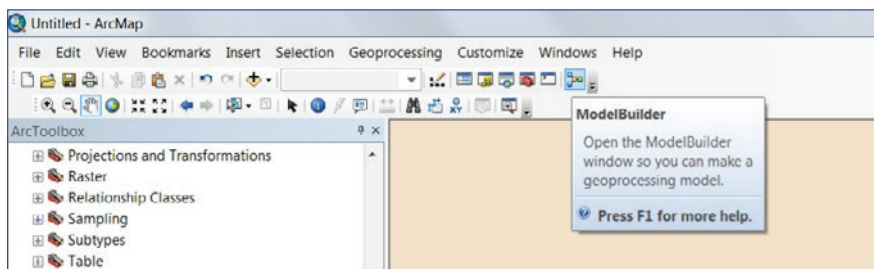 Untitled - ArcMap
File Edit View Bookmarks Insert Selection Geoprocessing Customize Windows Help
ModelBuilder
Open the ModelBuilder
window so you can make a
geoprocessing model.
Press F1 for more help.
ArcToolbox
Projections and Transformations
Raster
Relationship Classes
Sampling
Subtypes
Table